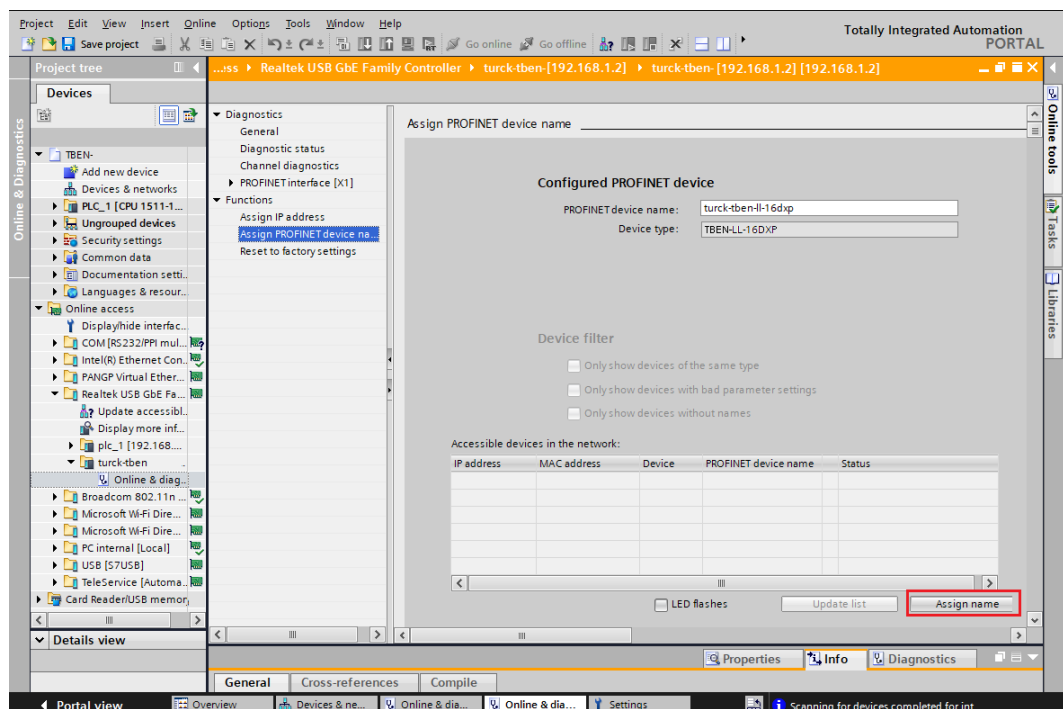 Project Edit View Insert Online Options Tools Window Help
Totally Integrated Automation
PORTAL
Save project
Go online
Go offline
Project tree
...ss ▸ Realtek USB GbE Family Controller ▸ turck-tben-[192.168.1.2] ▸ turck-tben- [192.168.1.2] [192.168.1.2]
Devices
Online & Diagnostics
TBEN-
Add new device
Devices & networks
PLC_1 [CPU 1511-1...
Ungrouped devices
Security settings
Common data
Documentation setti..
Languages & resour..
Online access
Display/hide interfac..
COM [RS232/PPI mul..
Intel(R) Ethernet Con..
PANGP Virtual Ether...
Realtek USB GbE Fa...
Update accessibl..
Display more inf...
plc_1 [192.168....
turck-tben ..
Online & diag..
Broadcom 802.11n ...
Microsoft Wi-Fi Dire...
Microsoft Wi-Fi Dire...
PC internal [Local]
USB [S7USB]
TeleService [Automa..
Card Reader/USB memor
Details view
Diagnostics
General
Diagnostic status
Channel diagnostics
PROFINET interface [X1]
Functions
Assign IP address
Assign PROFINET device na...
Reset to factory settings
Assign PROFINET device name
Configured PROFINET device
PROFINET device name: turck-tben-ll-16dxp
Device type: TBEN-LL-16DXP
Device filter
Only show devices of the same type
Only show devices with bad parameter settings
Only show devices without names
Accessible devices in the network:
IP address MAC address Device PROFINET device name Status
LED flashes
Update list
Assign name
Online tools
Tasks
Libraries
Properties
Info
Diagnostics
General Cross-references Compile
Portal view
Overview
Devices & ne...
Online & dia...
Online & dia...
Settings
Scanning for devices completed for int